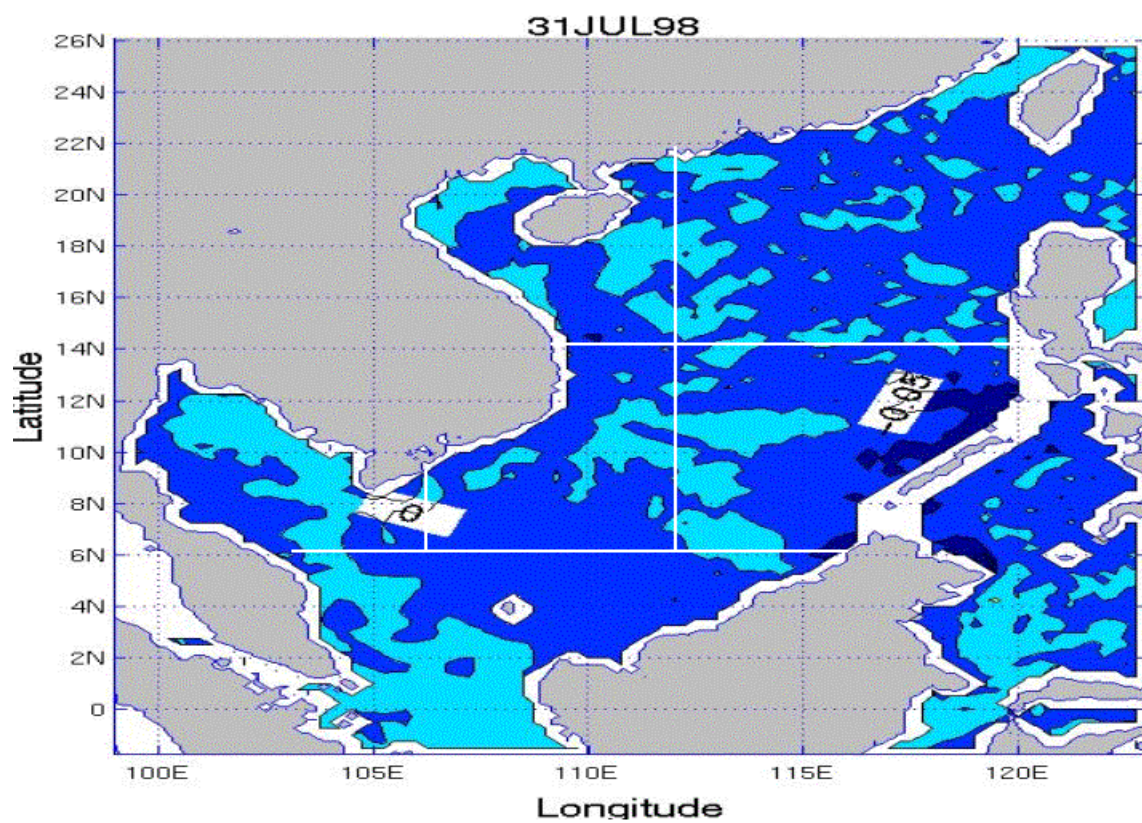 31JUL98
26N
24N
22N
20N
18N
16N
14N
12N
10N
8N
6N
4N
2N
0
Latitude
-0.05
0
100E
105E
110E
115E
120E
Longitude